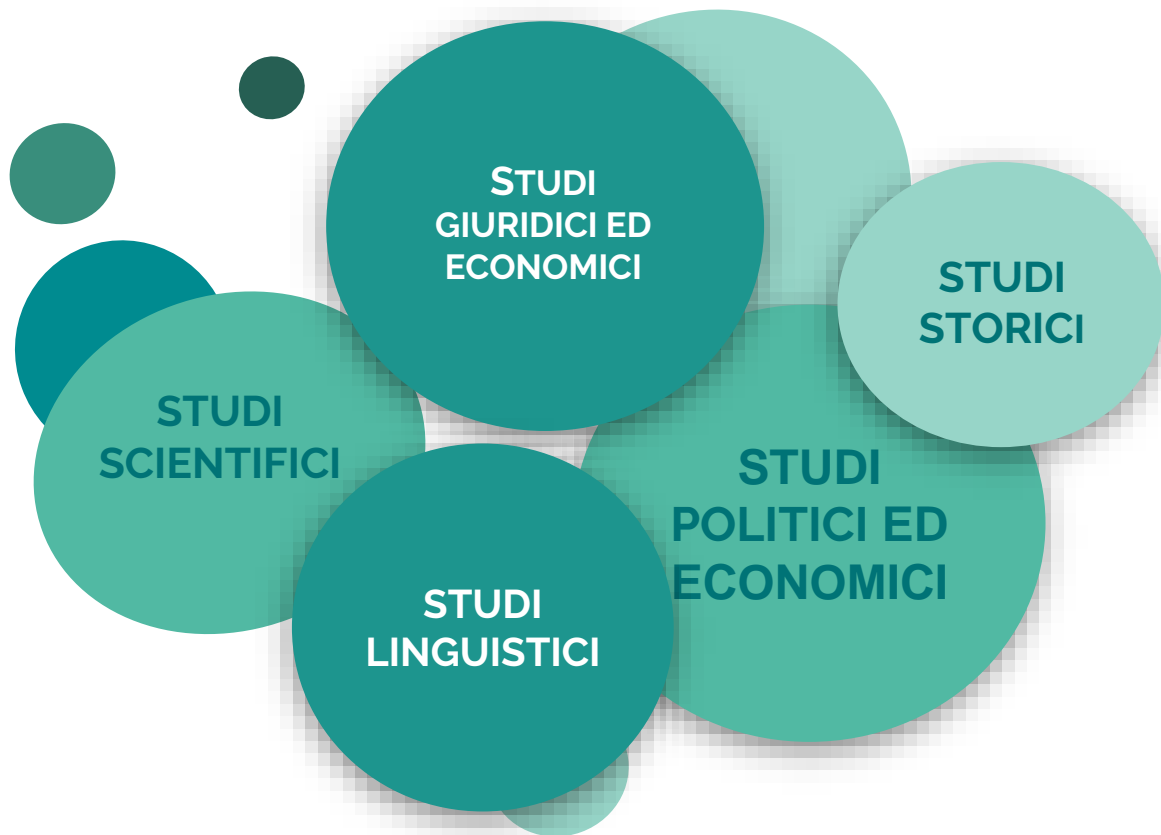 STUDI
GIURIDICI ED
ECONOMICI
STUDI
STORICI
STUDI
SCIENTIFICI
STUDI
POLITICI ED
ECONOMICI
STUDI
LINGUISTICI